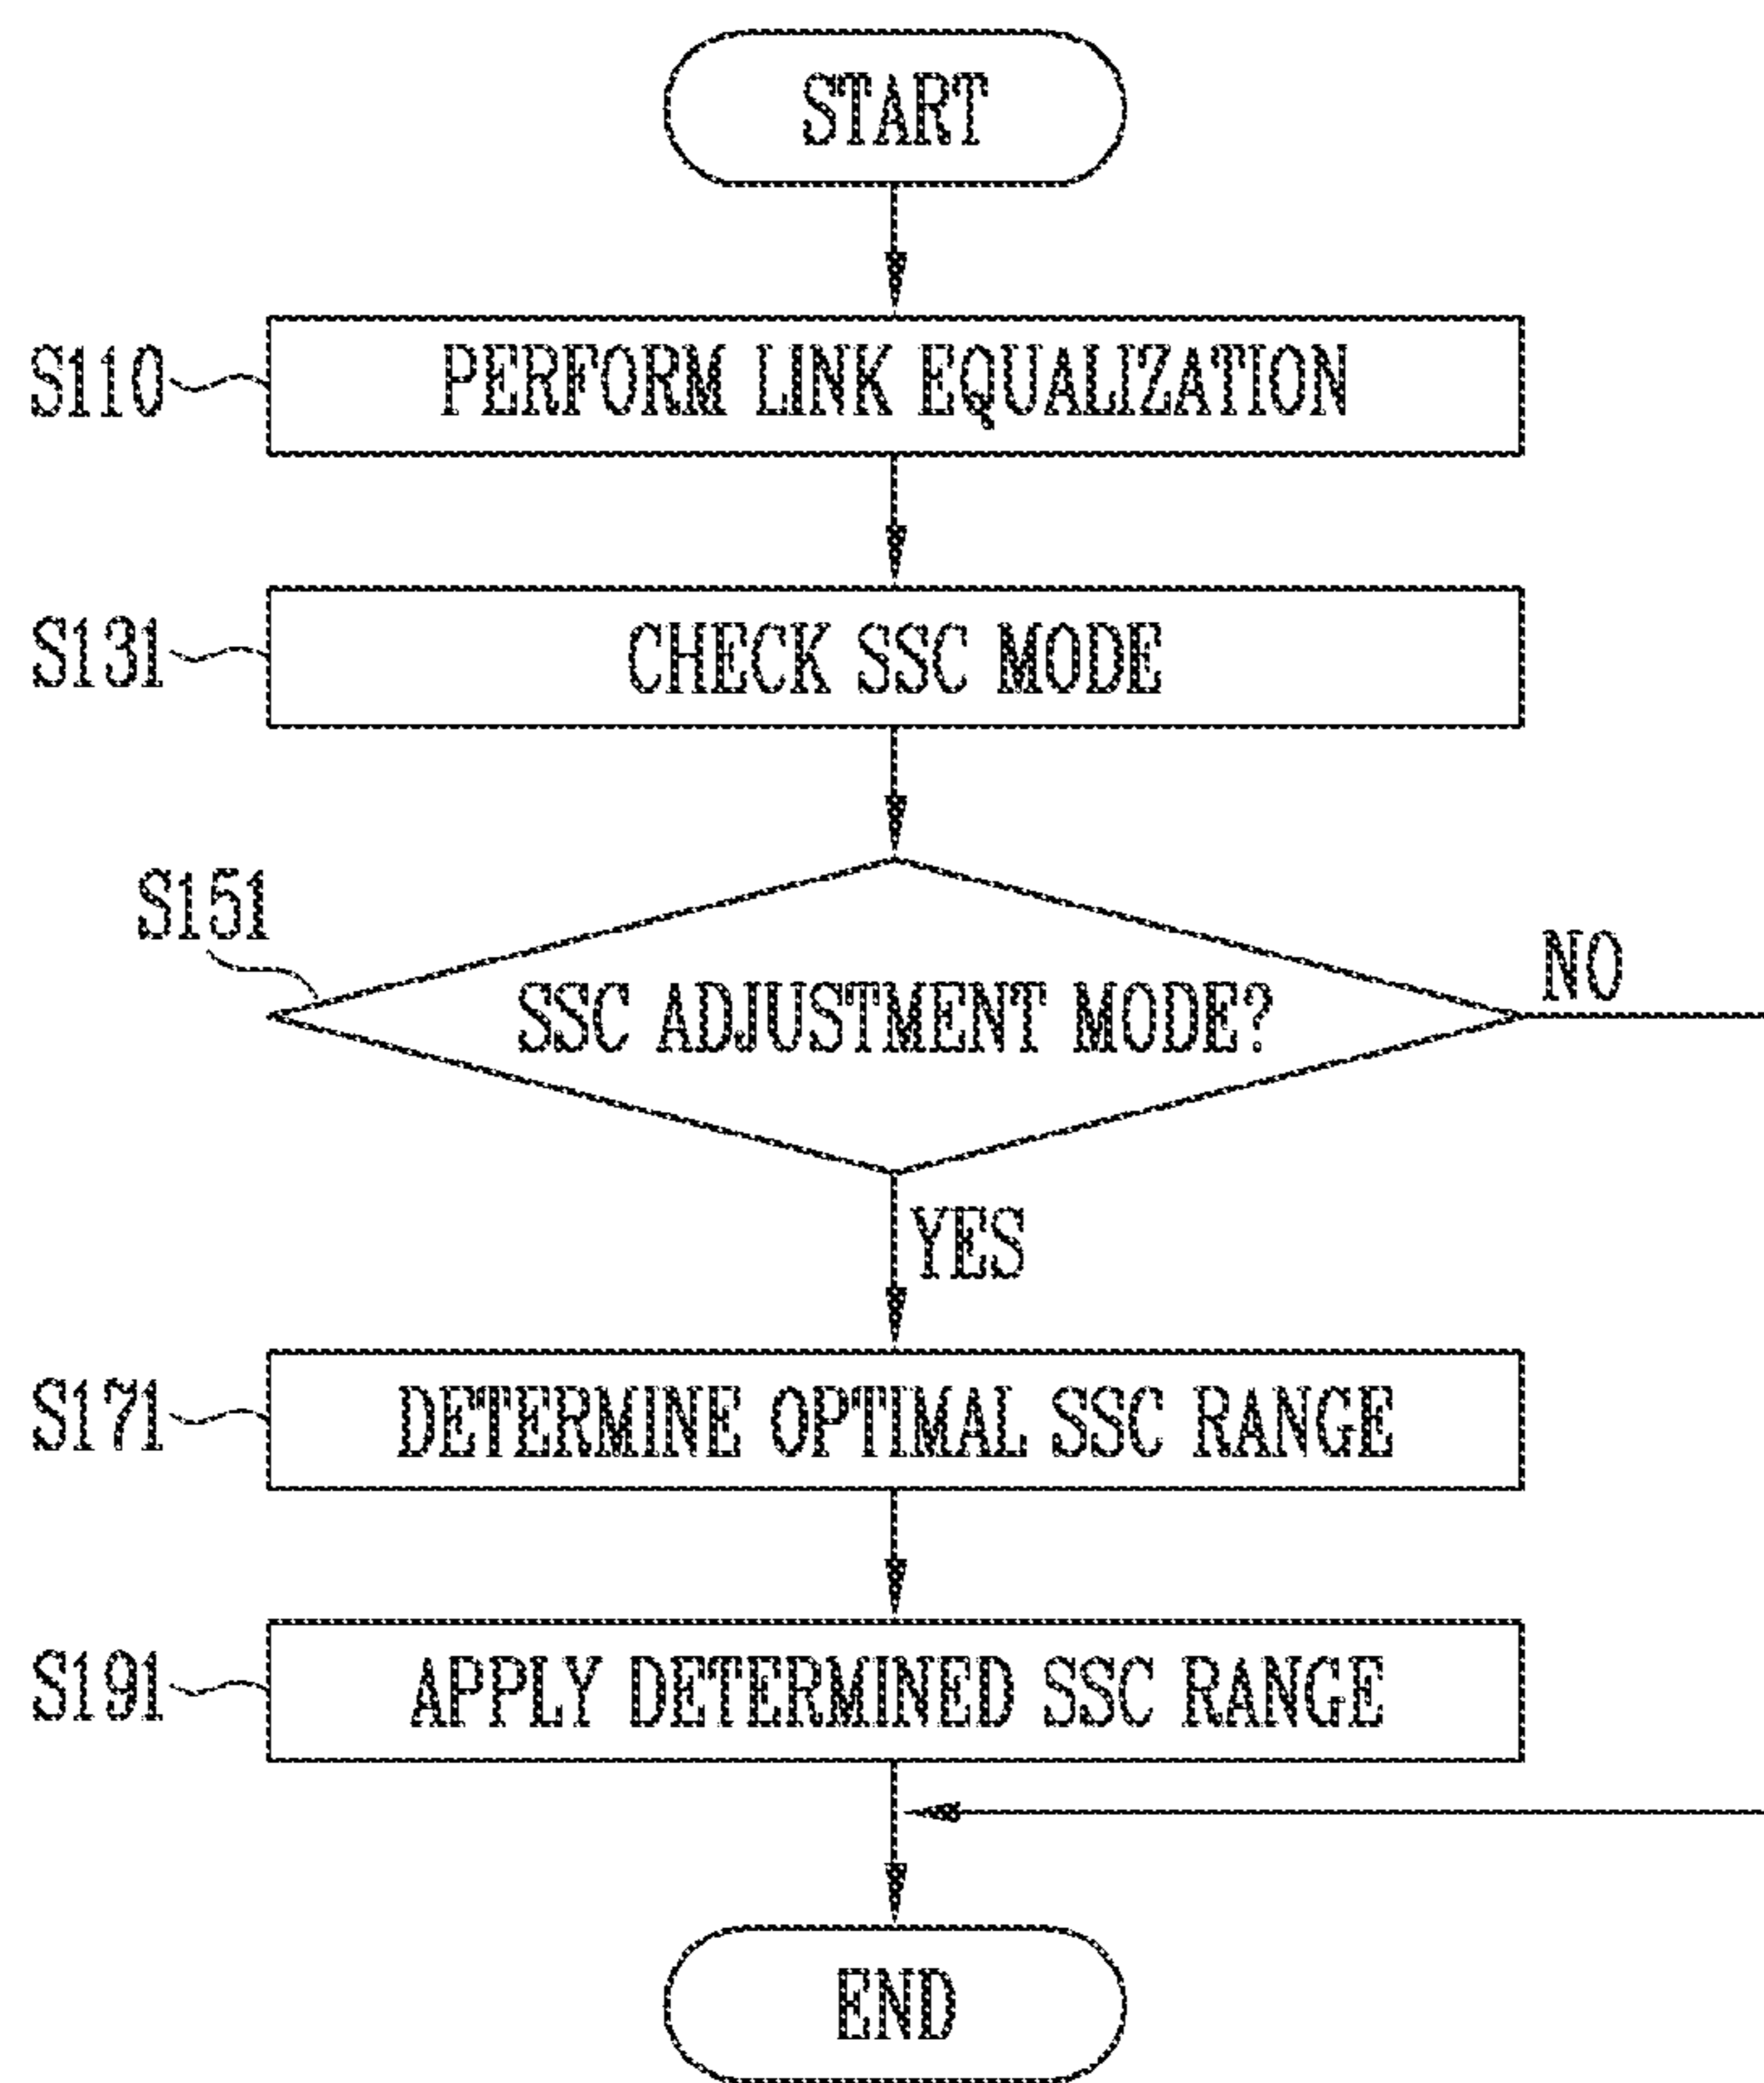 START
S110
PERFORM LINK EQUALIZATION
S131
CHECK SSC MODE
S151
SSC ADJUSTMENT MODE?
NO
YES
S171
DETERMINE OPTIMAL SSC RANGE
S191
APPLY DETERMINED SSC RANGE
END